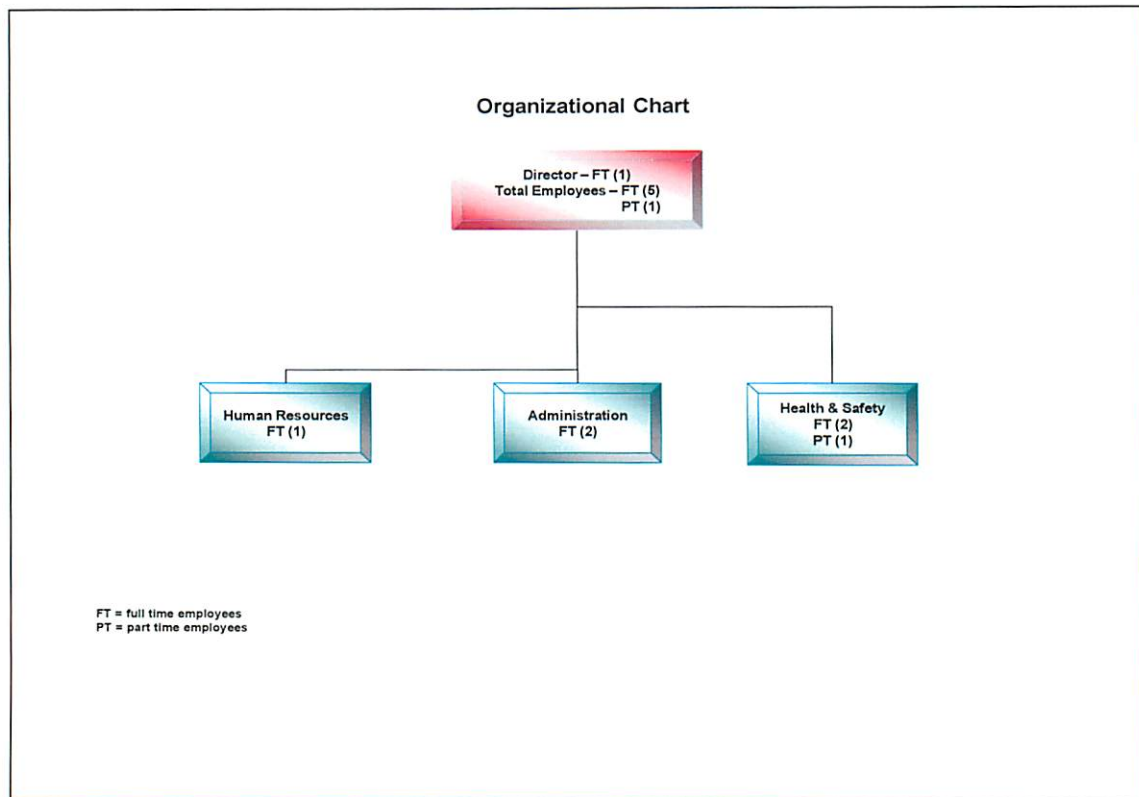 Organizational Chart
Director – FT (1)
Total Employees – FT (5)
PT (1)
Human Resources
FT (1)
Administration
FT (2)
Health & Safety
FT (2)
PT (1)
FT = full time employees
PT = part time employees